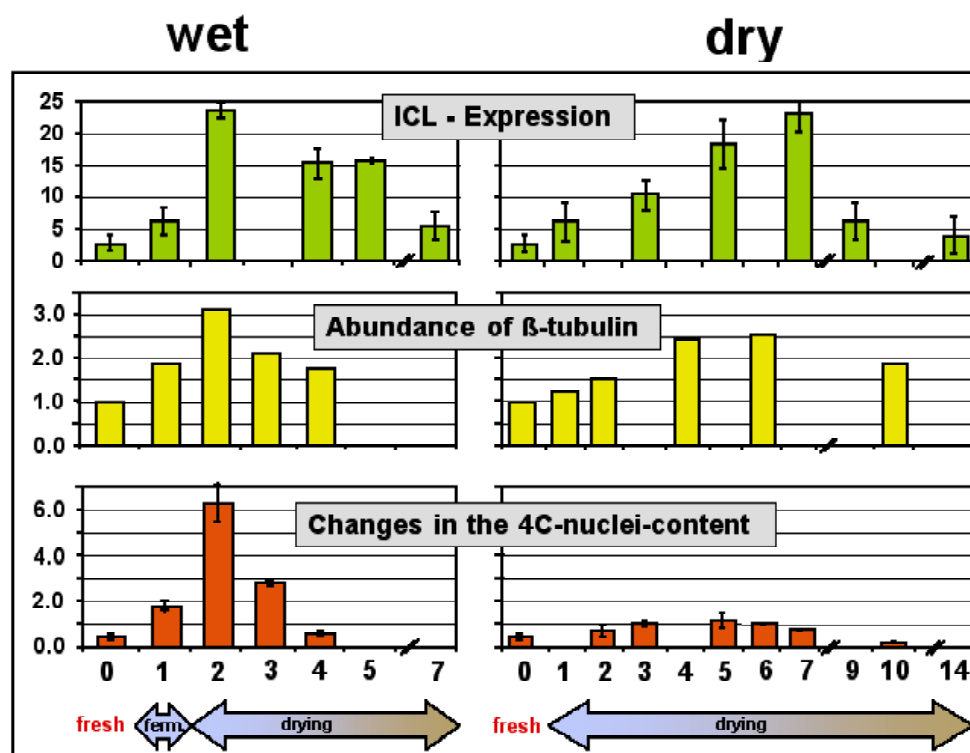 wet dry
ICL - Expression
25
20
15
10
5
0
Abundance of ß-tubulin
3.0
2.0
1.0
0.0
Changes in the 4C-nuclei-content
6.0
4.0
2.0
0.0
0 1 2 3 4 5 7 0 1 2 3 4 5 6 7 9 10 14
fresh ferm. drying fresh drying